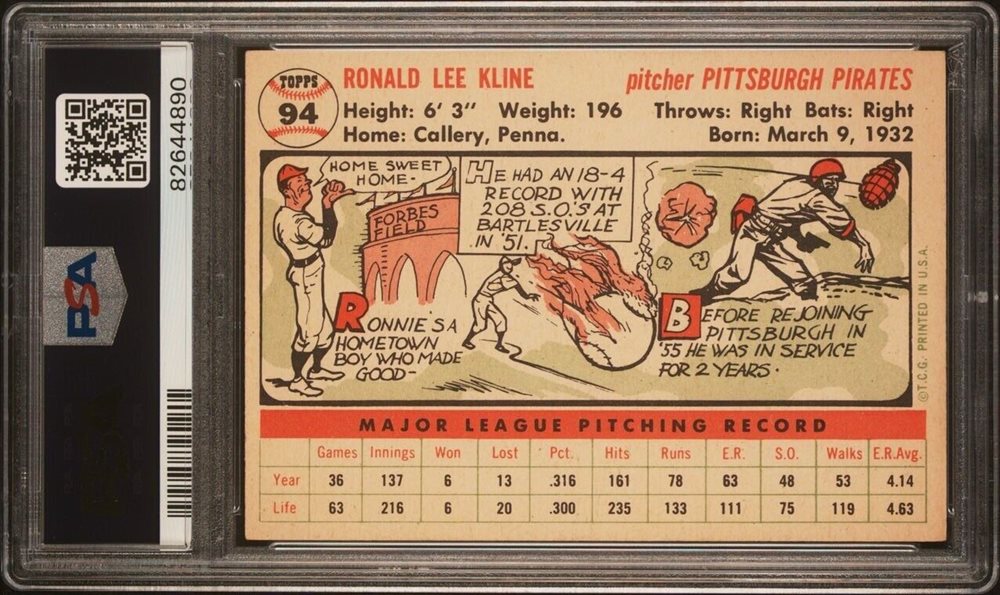 82644890
PSA
TOPPS
94
RONALD LEE KLINE pitcher PITTSBURGH PIRATES
Height: 6' 3" Weight: 196 Throws: Right Bats: Right
Home: Callery, Penna. Born: March 9, 1932
HOME SWEET
HOME.
FORBES
FIELD
RONNIE'S A
HOMETOWN
BOY WHO MADE
GOOD-
HE HAD AN 18-4
RECORD WITH
208 S.O.'S AT
BARTLESVILLE
IN '51.
BEFORE REJOINING
PITTSBURGH IN
'55 HE WAS IN SERVICE
FOR 2 YEARS.
©T.C.G. PRINTED IN U.S.A.
MAJOR LEAGUE PITCHING RECORD
Games Innings Won Lost Pct. Hits Runs E.R. S.O. Walks E.R.Avg.
Year 36 137 6 13 .316 161 78 63 48 53 4.14
Life 63 216 6 20 .300 235 133 111 75 119 4.63